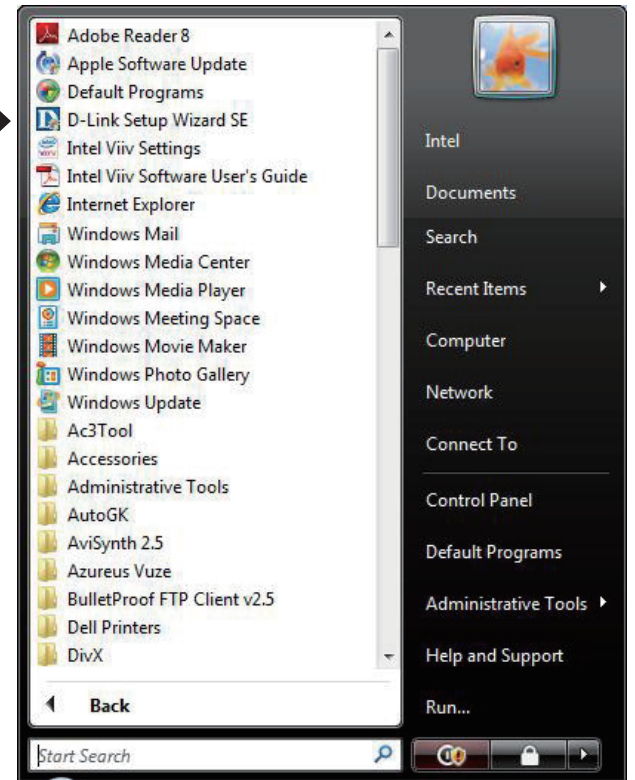 Adobe Reader 8
Apple Software Update
Default Programs
D-Link Setup Wizard SE
Intel Viiv Settings
Intel Viiv Software User's Guide
Internet Explorer
Windows Mail
Windows Media Center
Windows Media Player
Windows Meeting Space
Windows Movie Maker
Windows Photo Gallery
Windows Update
Ac3Tool
Accessories
Administrative Tools
AutoGK
AviSynth 2.5
Azureus Vuze
BulletProof FTP Client v2.5
Dell Printers
DivX
Back
Start Search
Intel
Documents
Search
Recent Items
Computer
Network
Connect To
Control Panel
Default Programs
Administrative Tools
Help and Support
Run...